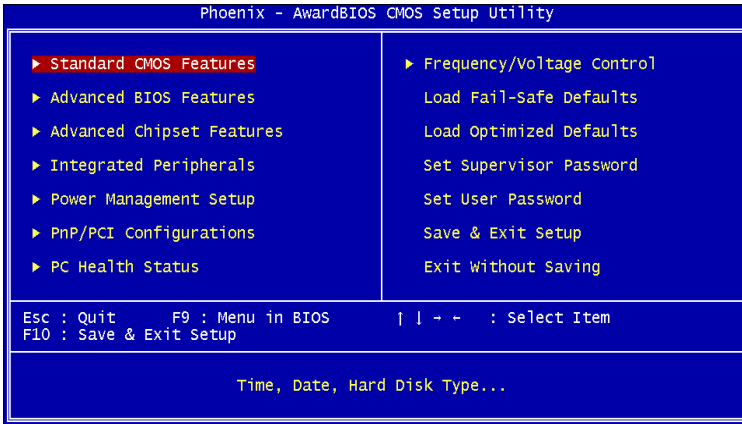 Phoenix - AwardBIOS CMOS Setup Utility
▶ Standard CMOS Features
▶ Advanced BIOS Features
▶ Advanced Chipset Features
▶ Integrated Peripherals
▶ Power Management Setup
▶ PnP/PCI Configurations
▶ PC Health Status
▶ Frequency/Voltage Control
Load Fail-Safe Defaults
Load Optimized Defaults
Set Supervisor Password
Set User Password
Save & Exit Setup
Exit Without Saving
Esc : Quit F9 : Menu in BIOS ↑ ↓ → ← : Select Item
F10 : Save & Exit Setup
Time, Date, Hard Disk Type...